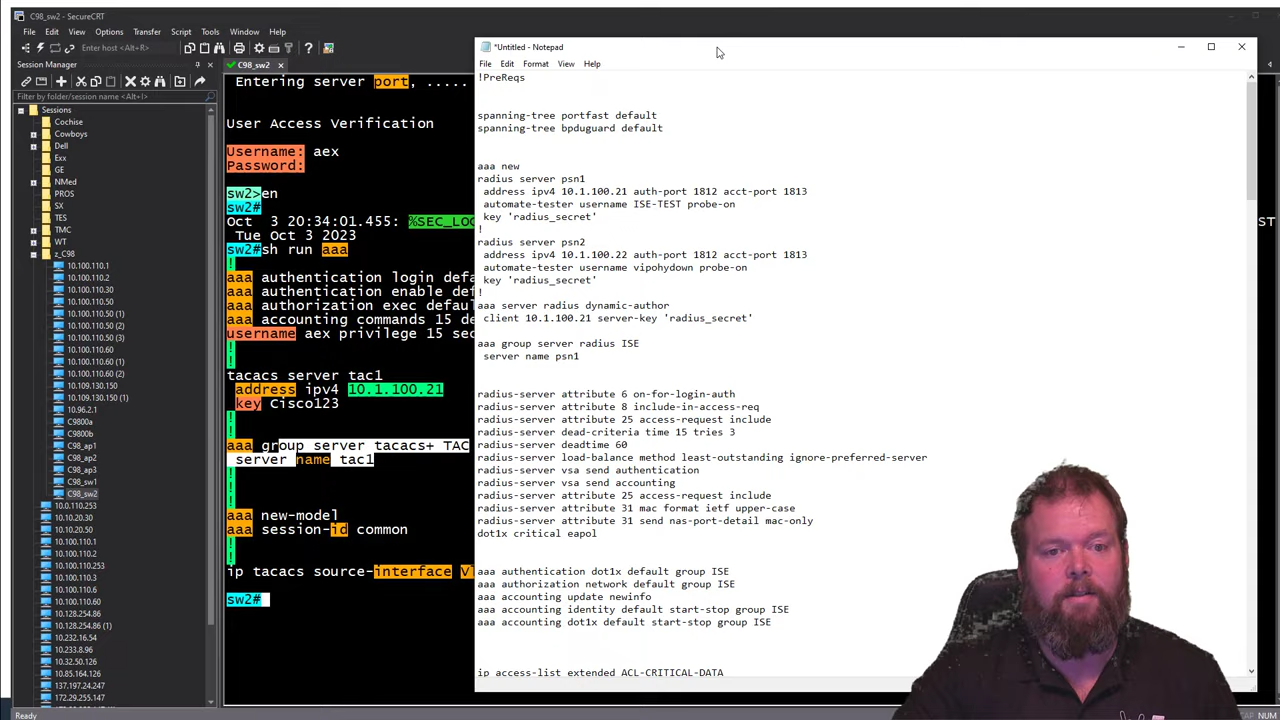 C98_sw2 - SecureCRT
File Edit View Options Transfer Script Tools Window Help
Enter host <Alt+R>
Session Manager
Filter by folder/session name <Alt+I>
Sessions
Cochise
Cowboys
Dell
Exx
GE
NMed
PROS
SX
TES
TMC
WT
z_C98
10.100.110.1
10.100.110.2
10.100.110.30
10.100.110.50
10.100.110.50 (1)
10.100.110.50 (2)
10.100.110.50 (3)
10.100.110.60
10.100.110.60 (1)
10.100.110.60 (2)
10.109.130.150
10.109.130.150 (1)
10.96.2.1
C9800a
C9800b
C98_ap1
C98_ap2
C98_ap3
C98_sw1
C98_sw2
10.0.110.253
10.10.20.30
10.10.20.50
10.100.110.1
10.100.110.2
10.100.110.253
10.100.110.3
10.100.110.6
10.100.110.60
10.128.254.86
10.128.254.86 (1)
10.232.16.54
10.233.8.96
10.32.50.126
10.85.164.126
137.197.24.247
172.29.255.147
Ready
C98_sw2
Entering server port, .....
User Access Verification
Username: aex
Password:
sw2>en
sw2#
Oct  3 20:34:01.455: %SEC_LOG
Tue Oct 3 2023
sw2#sh run aaa
!
aaa authentication login defa
aaa authentication enable def
aaa authorization exec defaul
aaa accounting commands 15 de
username aex privilege 15 sec
!
!
tacacs server tac1
address ipv4 10.1.100.21
key Cisco123
!
!
aaa group server tacacs+ TAC
server name tac1
!
!
!
aaa new-model
aaa session-id common
!
!
ip tacacs source-interface Vl
sw2#
ST
*Untitled - Notepad
File Edit Format View Help
!PreReqs
spanning-tree portfast default
spanning-tree bpduguard default
aaa new
radius server psn1
address ipv4 10.1.100.21 auth-port 1812 acct-port 1813
automate-tester username ISE-TEST probe-on
key 'radius_secret'
!
radius server psn2
address ipv4 10.1.100.22 auth-port 1812 acct-port 1813
automate-tester username vipohydown probe-on
key 'radius_secret'
!
aaa server radius dynamic-author
client 10.1.100.21 server-key 'radius_secret'
aaa group server radius ISE
server name psn1
radius-server attribute 6 on-for-login-auth
radius-server attribute 8 include-in-access-req
radius-server attribute 25 access-request include
radius-server dead-criteria time 15 tries 3
radius-server deadtime 60
radius-server load-balance method least-outstanding ignore-preferred-server
radius-server vsa send authentication
radius-server vsa send accounting
radius-server attribute 25 access-request include
radius-server attribute 31 mac format ietf upper-case
radius-server attribute 31 send nas-port-detail mac-only
dot1x critical eapol
aaa authentication dot1x default group ISE
aaa authorization network default group ISE
aaa accounting update newinfo
aaa accounting identity default start-stop group ISE
aaa accounting dot1x default start-stop group ISE
ip access-list extended ACL-CRITICAL-DATA
NUM